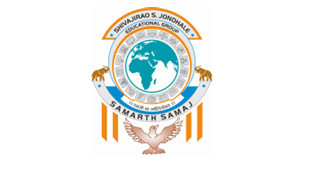 SHIVAJIRAO S. JONDHALE
EDUCATIONAL GROUP
SAMARTH SAMAJ